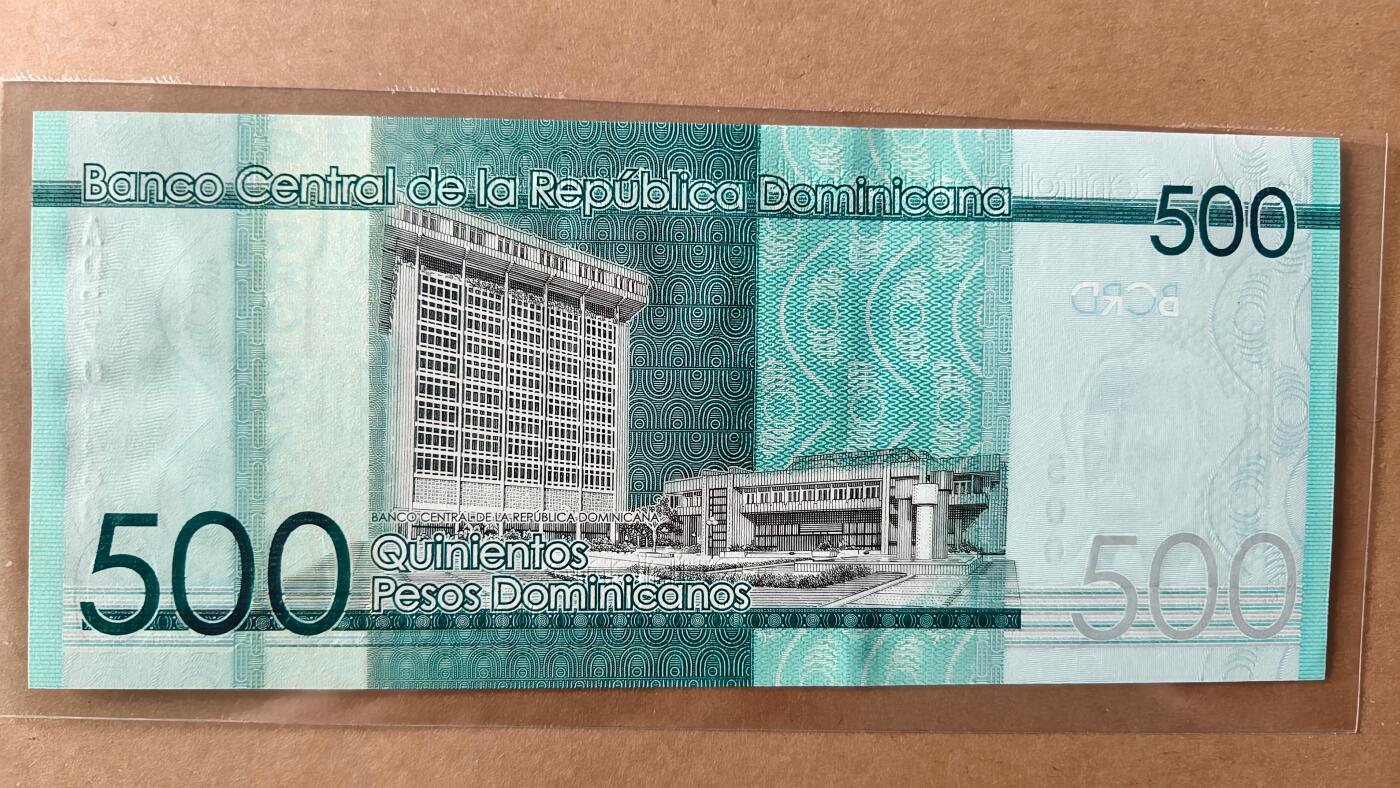 Banco Central de la República Dominicana
500
BCRD
BANCO CENTRAL DE LA REPÚBLICA DOMINICANA
500
Quinientos
Pesos Dominicanos
500